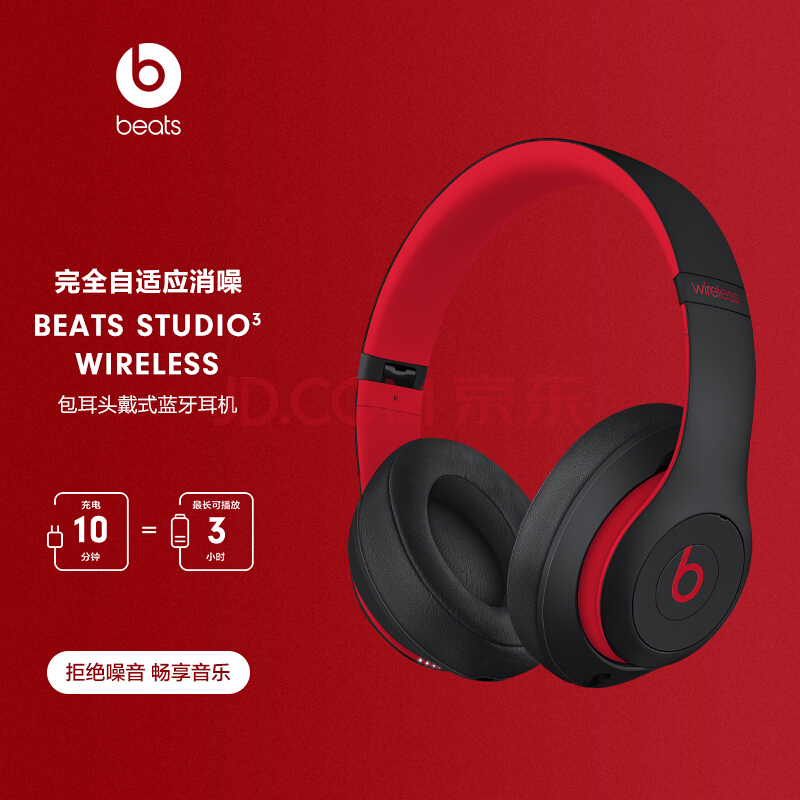 beats
完全自适应消噪
BEATS STUDIO³
WIRELESS
包耳头戴式蓝牙耳机
JD.COM 京东
wireless
充电
10
分钟
=
最长可播放
3
小时
拒绝噪音 畅享音乐